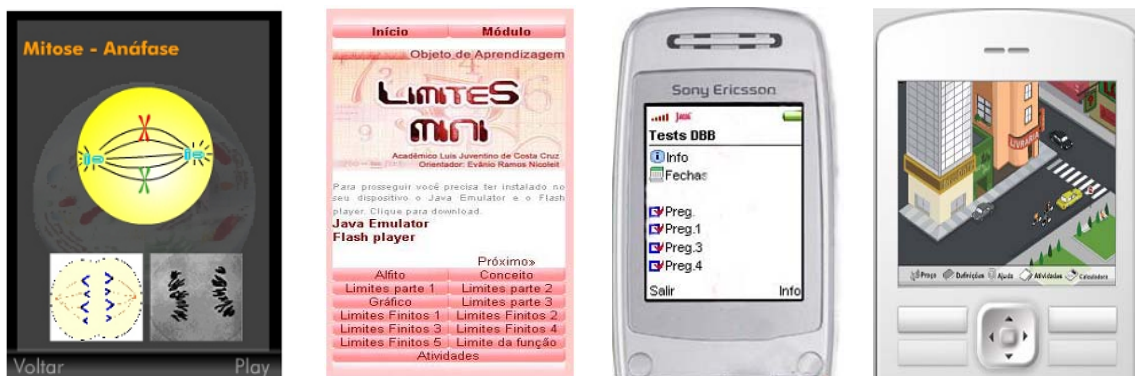 Mitose - Anáfase
Voltar Play
Início Módulo
Objeto de Aprendizagem
LIMITES
MINI
Acadêmico Luis Juventino de Costa Cruz
Orientador: Evânio Ramos Nicoleit
Para prosseguir você precisa ter instalado no
seu dispositivo o Java Emulator e o Flash
player. Clique para download.
Java Emulator
Flash player
Próximo»
Alfito Conceito
Limites parte 1 Limites parte 2
Gráfico Limites parte 3
Limites Finitos 1 Limites Finitos 2
Limites Finitos 3 Limites Finitos 4
Limites Finitos 5 Limite da função
Atividades
Sony Ericsson
Java
Tests DBB
Info
Fechas
Preg.
Preg.1
Preg.3
Preg.4
Salir Info
LIVRARIA
Praça Definições Ajuda Atividades Calculadora